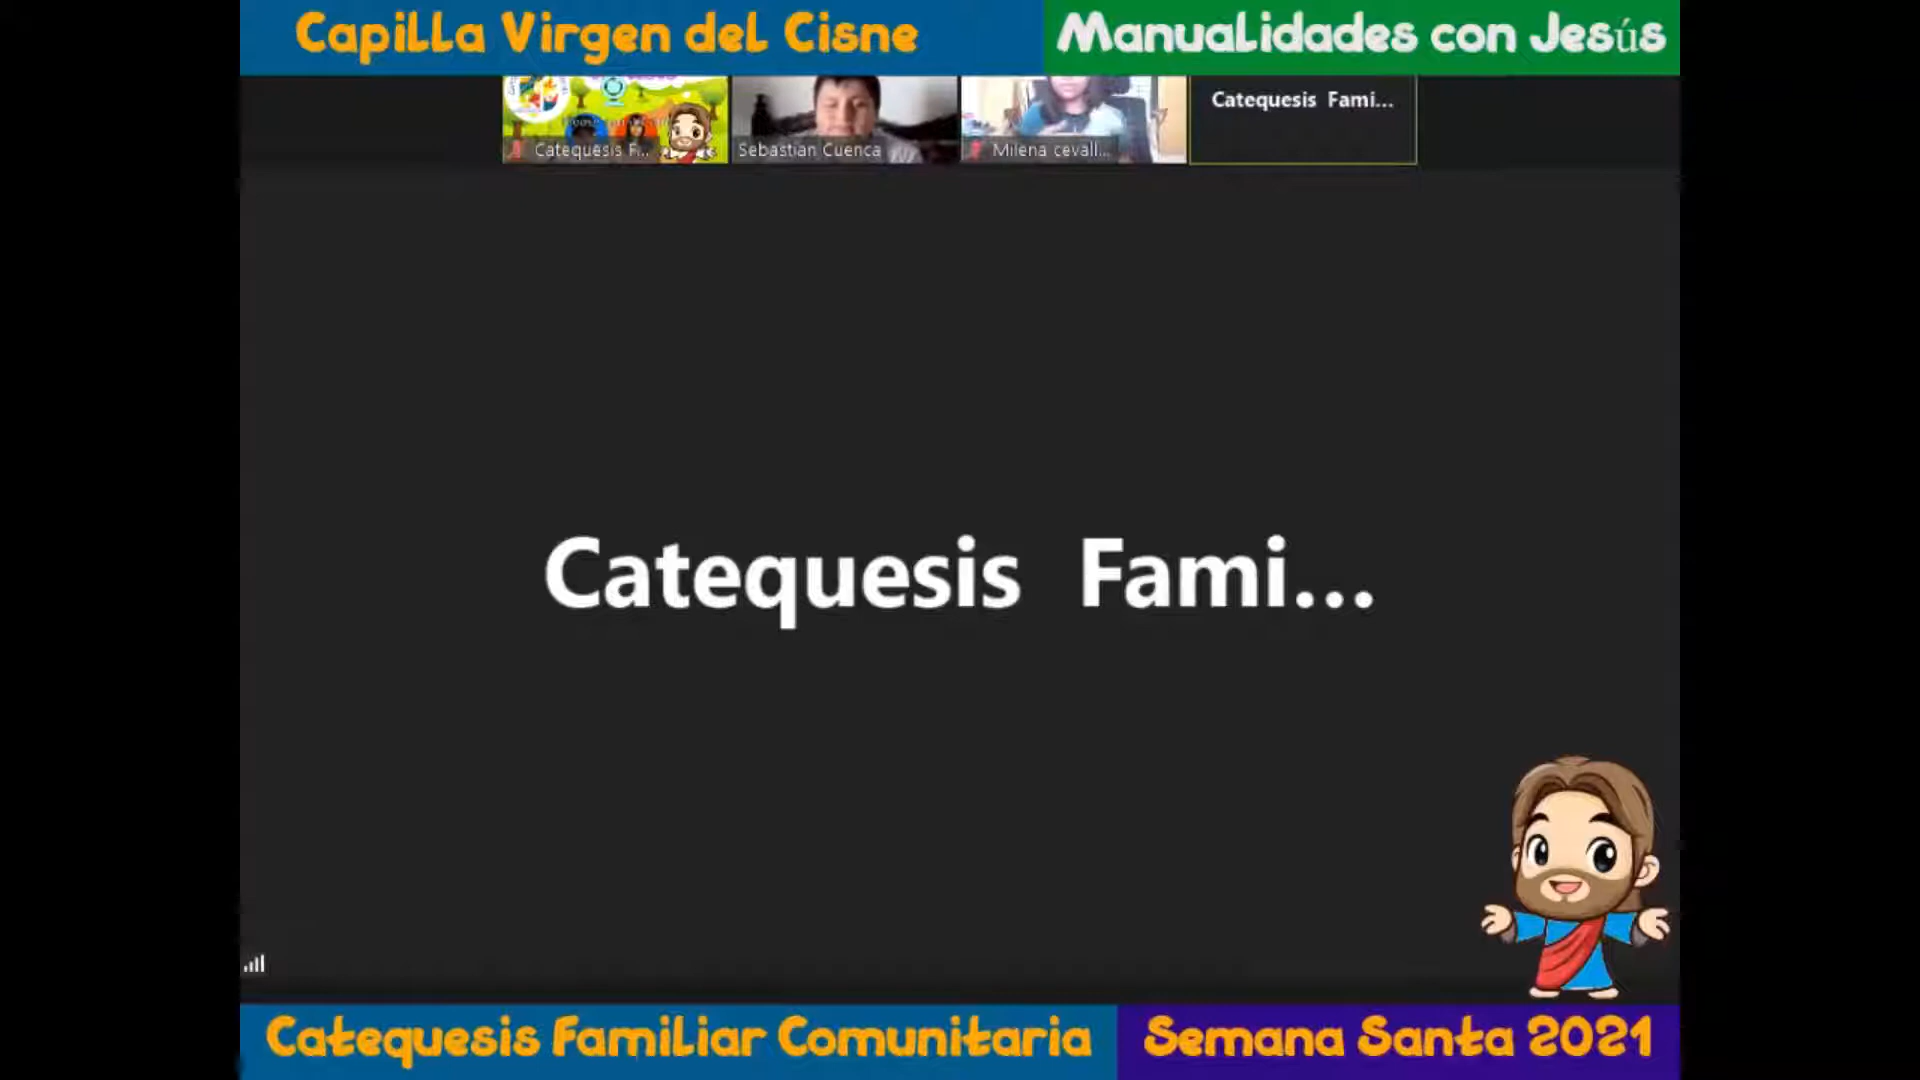 Capilla Virgen del Cisne
Manualidades con Jesús
Catequesis F...
Sebastian Cuenca
Milena cevall...
Catequesis Fami...
Catequesis Fami...
Catequesis Familiar Comunitaria
Semana Santa 2021